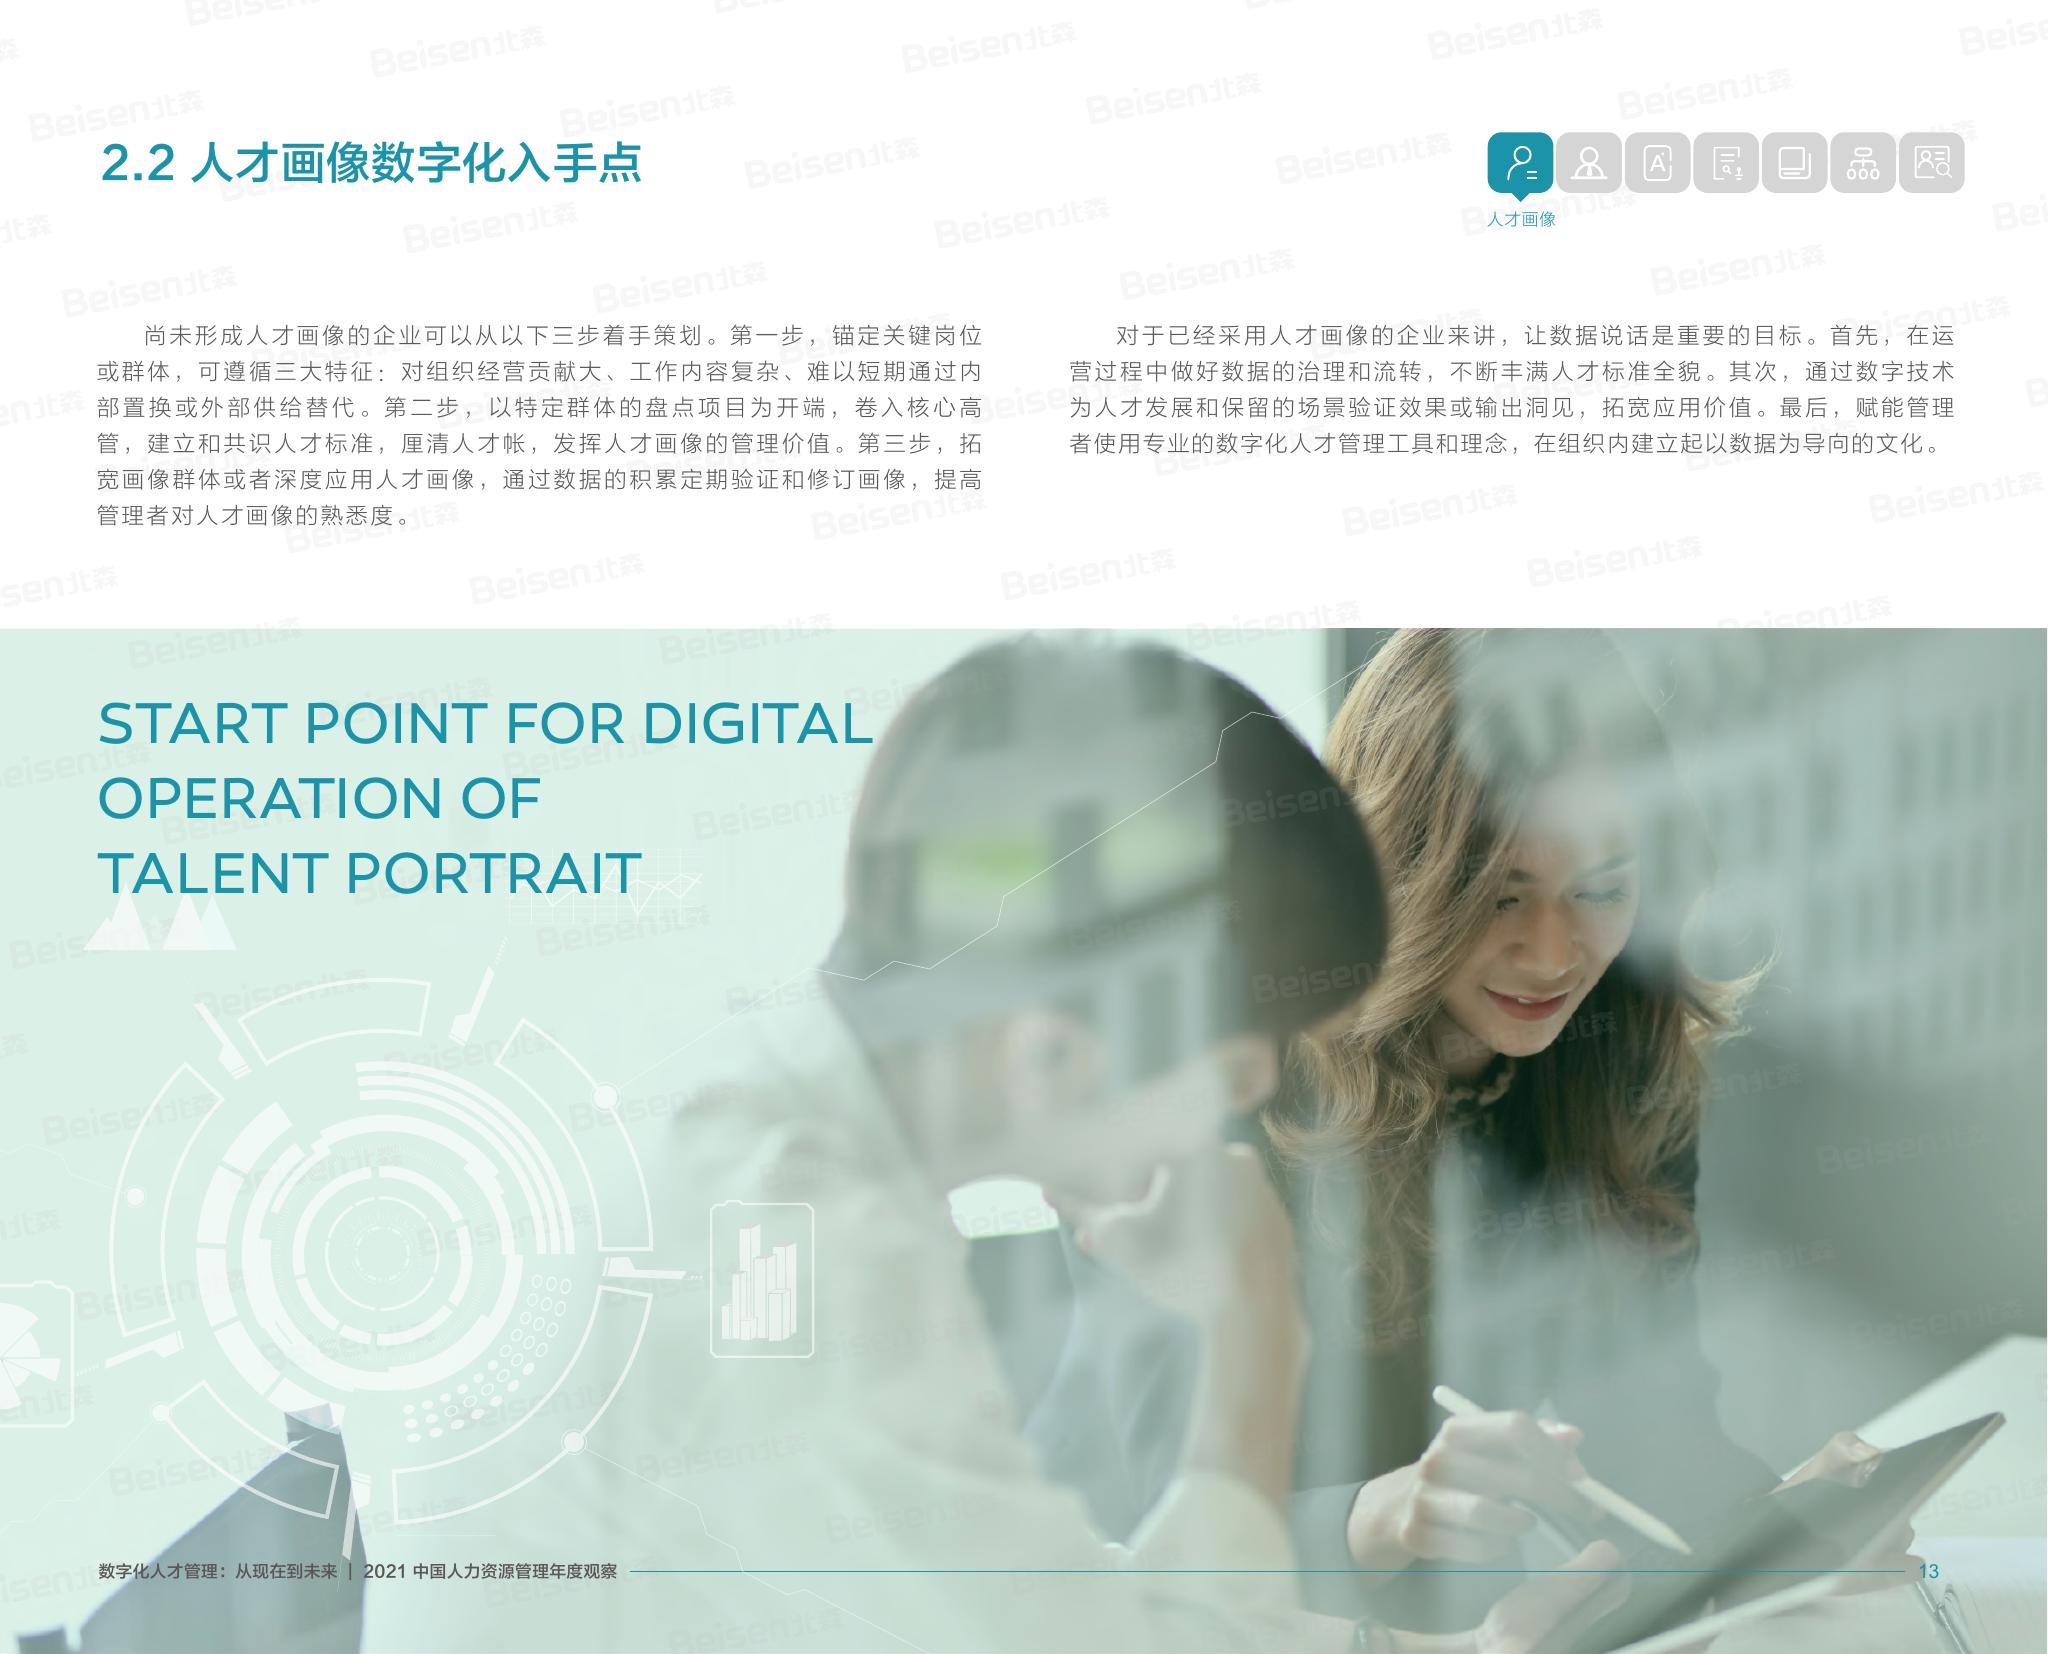 2.2 人才画像数字化入手点
人才画像
尚未形成人才画像的企业可以从以下三步着手策划。第一步，锚定关键岗位
或群体，可遵循三大特征：对组织经营贡献大、工作内容复杂、难以短期通过内
部置换或外部供给替代。第二步，以特定群体的盘点项目为开端，卷入核心高
管，建立和共识人才标准，厘清人才帐，发挥人才画像的管理价值。第三步，拓
宽画像群体或者深度应用人才画像，通过数据的积累定期验证和修订画像，提高
管理者对人才画像的熟悉度。
对于已经采用人才画像的企业来讲，让数据说话是重要的目标。首先，在运
营过程中做好数据的治理和流转，不断丰满人才标准全貌。其次，通过数字技术
为人才发展和保留的场景验证效果或输出洞见，拓宽应用价值。最后，赋能管理
者使用专业的数字化人才管理工具和理念，在组织内建立起以数据为导向的文化。
START POINT FOR DIGITAL
OPERATION OF
TALENT PORTRAIT
数字化人才管理：从现在到未来 | 2021 中国人力资源管理年度观察
13
Beisen北森